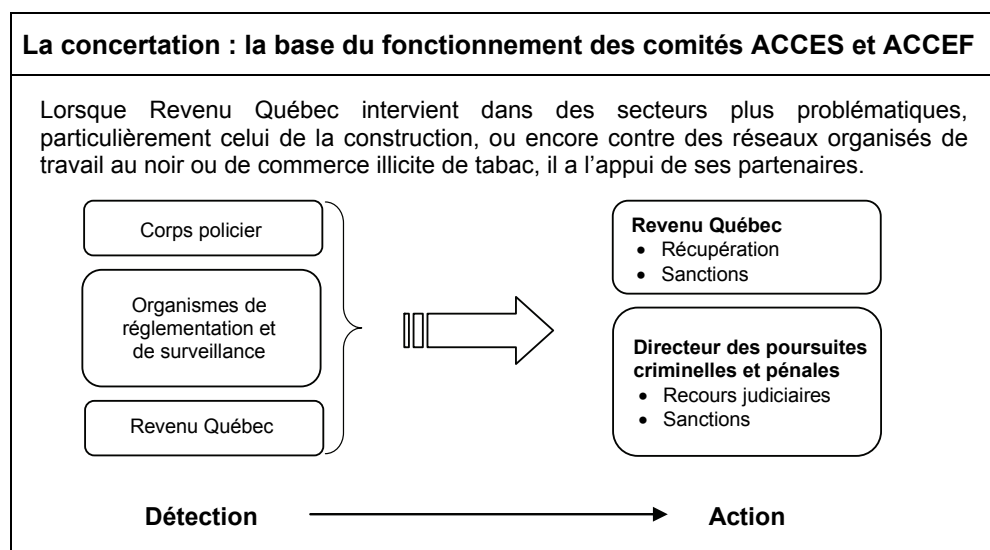 La concertation : la base du fonctionnement des comités ACCES et ACCEF
Lorsque Revenu Québec intervient dans des secteurs plus problématiques,
particulièrement celui de la construction, ou encore contre des réseaux organisés de
travail au noir ou de commerce illicite de tabac, il a l’appui de ses partenaires.
Corps policier
Organismes de
réglementation et
de surveillance
Revenu Québec
Revenu Québec
• Récupération
• Sanctions
Directeur des poursuites
criminelles et pénales
• Recours judiciaires
• Sanctions
Détection
Action